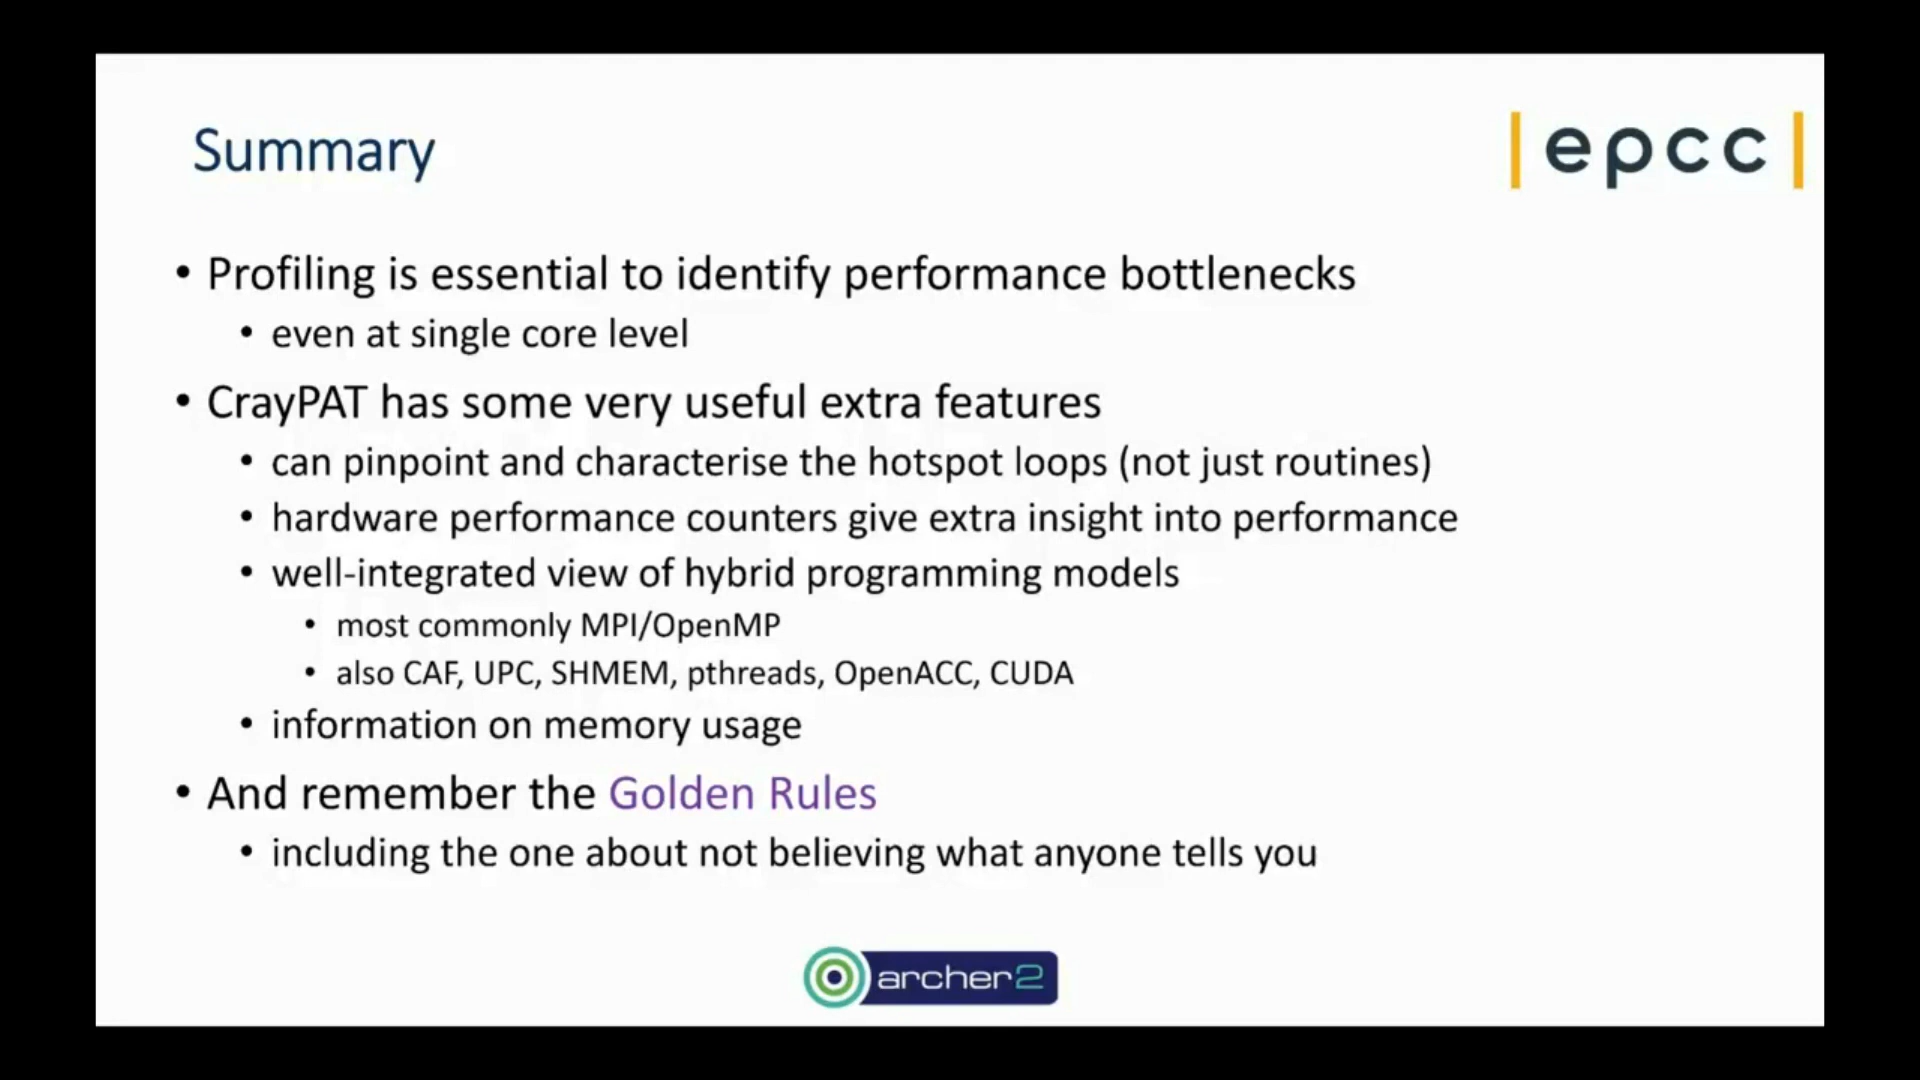 Summary
|epcc|
• Profiling is essential to identify performance bottlenecks
• even at single core level
• CrayPAT has some very useful extra features
• can pinpoint and characterise the hotspot loops (not just routines)
• hardware performance counters give extra insight into performance
• well-integrated view of hybrid programming models
• most commonly MPI/OpenMP
• also CAF, UPC, SHMEM, pthreads, OpenACC, CUDA
• information on memory usage
• And remember the Golden Rules
• including the one about not believing what anyone tells you
archer2